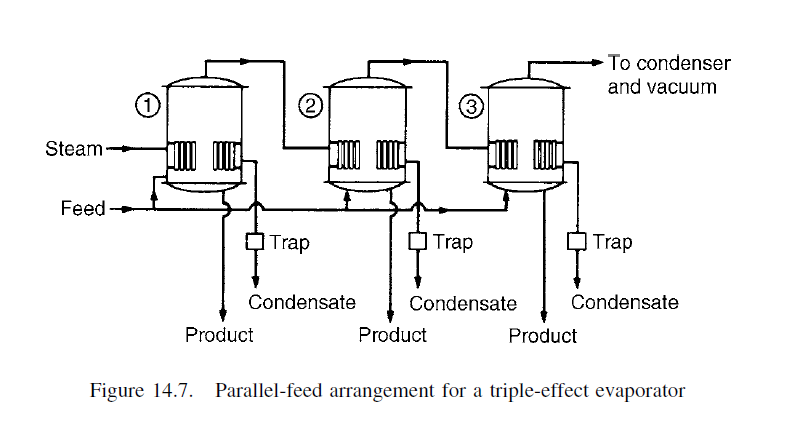 To condenser
and vacuum
1
2
3
Steam
Feed
Trap
Trap
Trap
Condensate
Condensate
Condensate
Product
Product
Product
Figure 14.7. Parallel-feed arrangement for a triple-effect evaporator